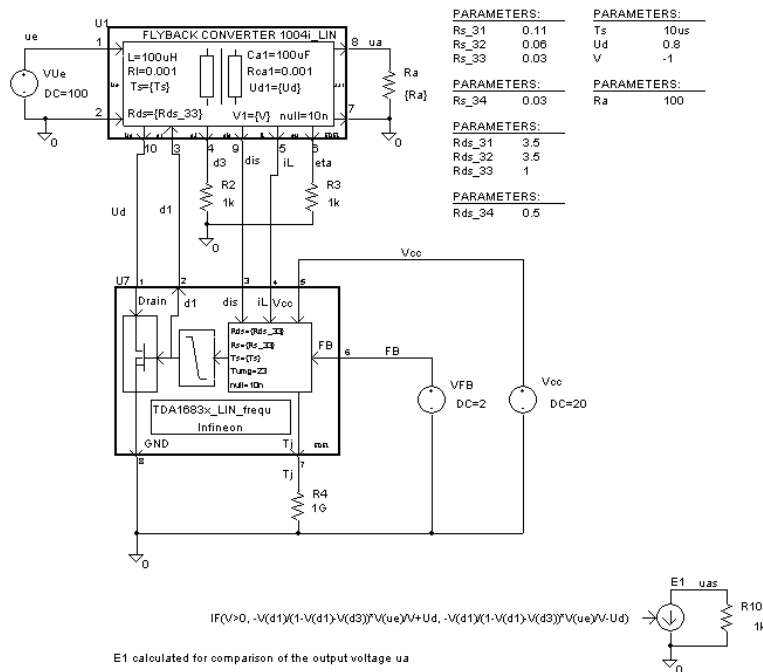 U1
FLYBACK CONVERTER 1004i_LIN
ue
1
8
ua
L=100uH
Rl=0.001
Ts={Ts}
Ca1=100uF
Rca1=0.001
Ud1={Ud}
Rds={Rds_33}
V1={V}
null=10n
VUe
DC=100
2
7
Ra
{Ra}
0
0
10
3
4
9
5
6
d3
dis
iL
eta
R2
1k
R3
1k
0
Ud
d1
PARAMETERS:
Rs_31 0.11
Rs_32 0.06
Rs_33 0.03
PARAMETERS:
Ts 10us
Ud 0.8
V -1
PARAMETERS:
Rs_34 0.03
PARAMETERS:
Ra 100
PARAMETERS:
Rds_31 3.5
Rds_32 3.5
Rds_33 1
PARAMETERS:
Rds_34 0.5
Vcc
U7
1
2
3
4
5
Drain
d1
dis
iL
Vcc
Rds={Rds_33}
Rs={Rs_33}
Ts={Ts}
Tumg=23
null=10n
FB
6
FB
VFB
DC=2
Vcc
DC=20
TDA1683x_LIN_frequ
Infineon
GND
Tj
8
7
Tj
R4
1G
0
E1
uas
IF(V>0, -V(d1)/(1-V(d1)-V(d3))*V(ue)/V+Ud, -V(d1)/(1-V(d1)-V(d3))*V(ue)/V-Ud)
R10
1k
0
E1 calculated for comparison of the output voltage ua